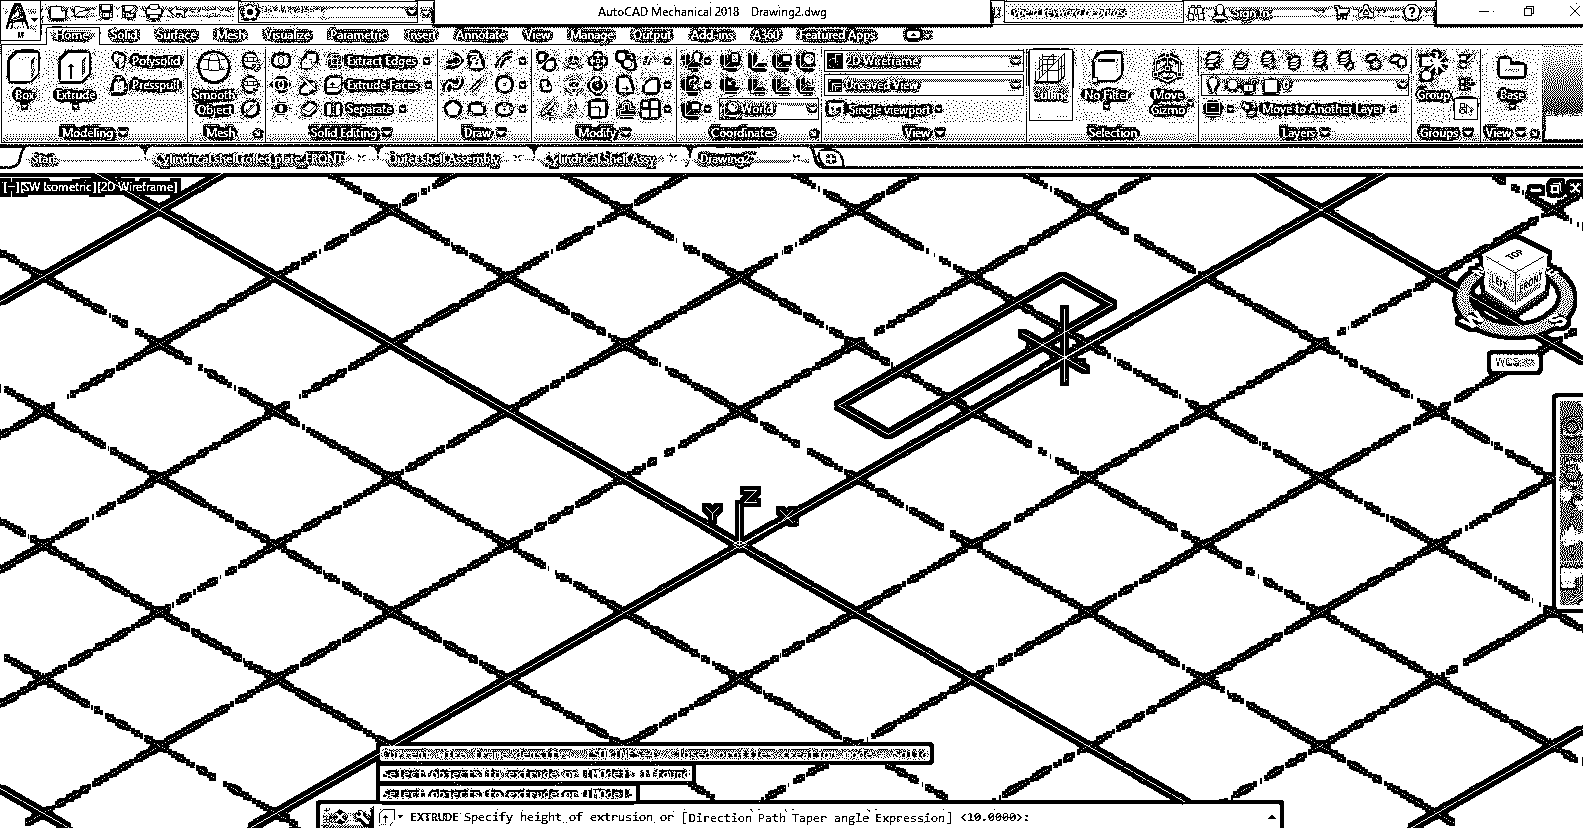 AutoCAD Mechanical 2018 Drawing2.dwg
Sign In
Home Solid Surface Mesh Visualize Parametric Insert Annotate View Manage Output Add-ins A360 Featured Apps
Box
Extrude
Polysolid
Presspull
Smooth Object
Extract Edges
Extrude Faces
Separate
World
2D Wireframe
Unsaved View
Single viewport
Culling
No Filter
Move Gizmo
Move to Another Layer
Group
Base
Modeling Mesh Solid Editing Draw Modify Coordinates View Selection Layers Groups View
Start Cylindrical shell rolled plate FRONT Outer shell Assembly Cylindrical Shell Assy Drawing2
[-][SW Isometric][2D Wireframe]
TOP
LEFT FRONT
S
WCS
Y Z X
Select objects to extrude or [MOde]: 1 found
Select objects to extrude or [MOde]:
EXTRUDE Specify height of extrusion or [Direction Path Taper angle Expression] <10.0000>: